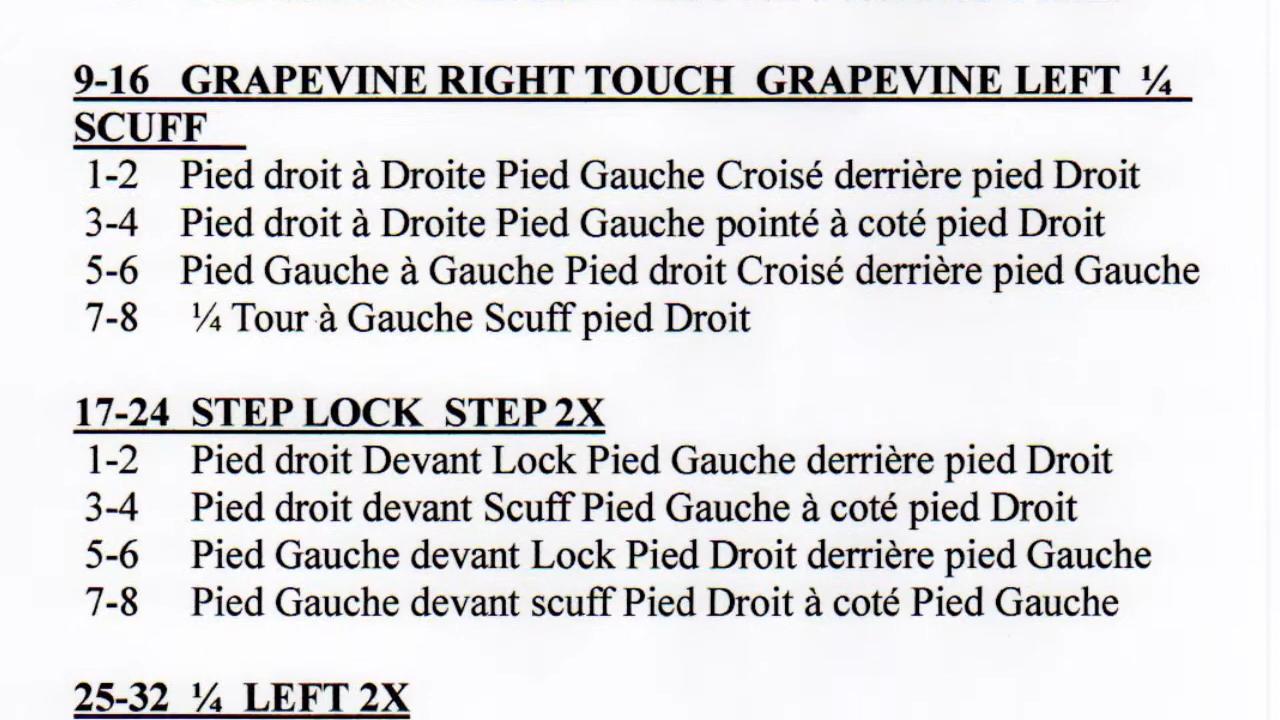 9-16 GRAPEVINE RIGHT TOUCH GRAPEVINE LEFT ¼
SCUFF
1-2 Pied droit à Droite Pied Gauche Croisé derrière pied Droit
3-4 Pied droit à Droite Pied Gauche pointé à coté pied Droit
5-6 Pied Gauche à Gauche Pied droit Croisé derrière pied Gauche
7-8 ¼ Tour à Gauche Scuff pied Droit
17-24 STEP LOCK STEP 2X
1-2 Pied droit Devant Lock Pied Gauche derrière pied Droit
3-4 Pied droit devant Scuff Pied Gauche à coté pied Droit
5-6 Pied Gauche devant Lock Pied Droit derrière pied Gauche
7-8 Pied Gauche devant scuff Pied Droit à coté Pied Gauche
25-32 ¼ LEFT 2X